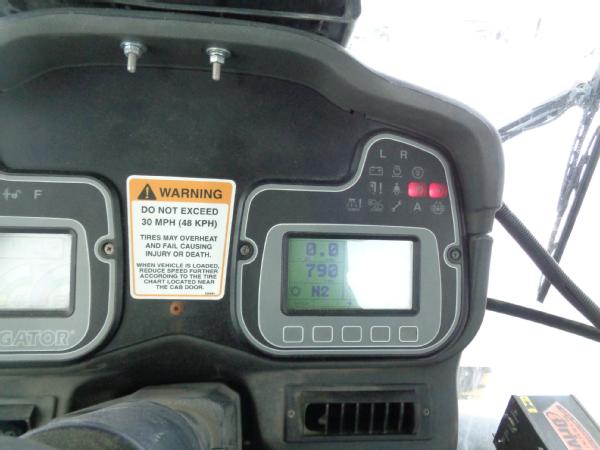 L R
F
WARNING
DO NOT EXCEED
30 MPH (48 KPH)
TIRES MAY OVERHEAT
AND FAIL CAUSING
INJURY OR DEATH.
WHEN VEHICLE IS LOADED,
REDUCE SPEED FURTHER
ACCORDING TO THE TIRE
CHART LOCATED NEAR
THE CAB DOOR.
A
0.0
790
N2
GATOR®